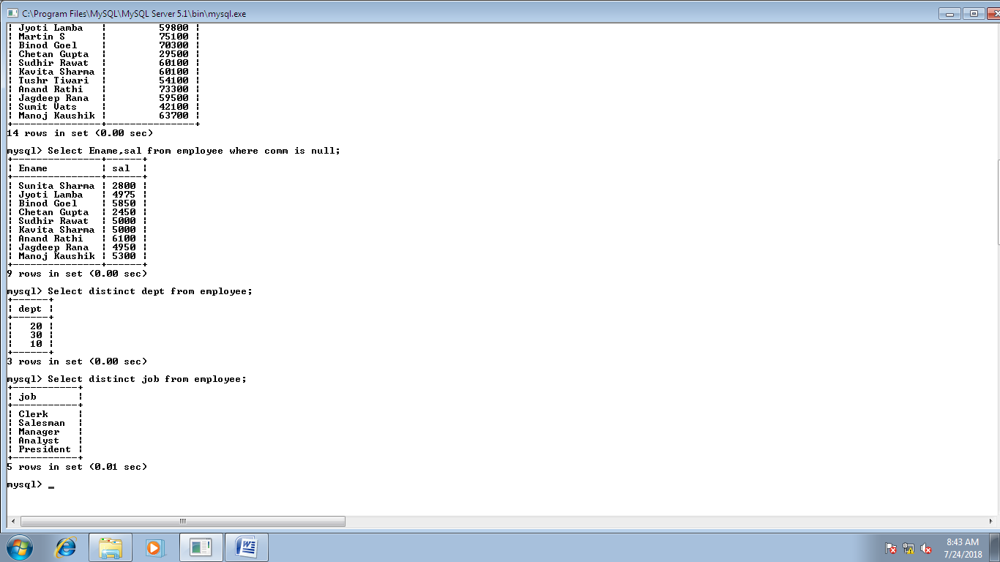 C:\Program Files\MySQL\MySQL Server 5.1\bin\mysql.exe
| Jyoti Lamba   |         59800 |
| Martin S      |         75100 |
| Binod Goel    |         70300 |
| Chetan Gupta  |         29500 |
| Sudhir Rawat  |         60100 |
| Kavita Sharma |         60100 |
| Tushr Tiwari  |         54100 |
| Anand Rathi   |         73300 |
| Jagdeep Rana  |         59500 |
| Sumit Vats    |         42100 |
| Manoj Kaushik |         63700 |
+---------------+---------------+
14 rows in set (0.00 sec)
mysql> Select Ename,sal from employee where comm is null;
+---------------+------+
| Ename         | sal  |
+---------------+------+
| Sunita Sharma | 2800 |
| Jyoti Lamba   | 4975 |
| Binod Goel    | 5850 |
| Chetan Gupta  | 2450 |
| Sudhir Rawat  | 5000 |
| Kavita Sharma | 5000 |
| Anand Rathi   | 6100 |
| Jagdeep Rana  | 4950 |
| Manoj Kaushik | 5300 |
+---------------+------+
9 rows in set (0.00 sec)
mysql> Select distinct dept from employee;
+------+
| dept |
+------+
|   20 |
|   30 |
|   10 |
+------+
3 rows in set (0.00 sec)
mysql> Select distinct job from employee;
+-----------+
| job       |
+-----------+
| Clerk     |
| Salesman  |
| Manager   |
| Analyst   |
| President |
+-----------+
5 rows in set (0.01 sec)
mysql> _
8:43 AM
7/24/2018